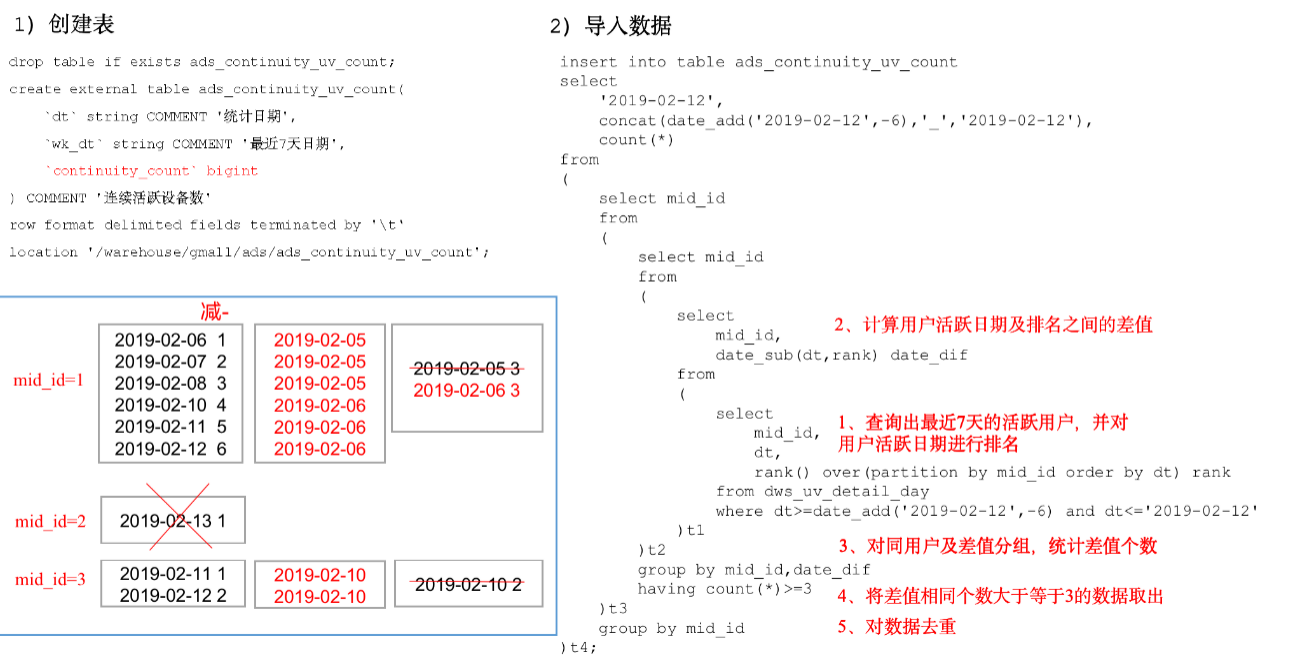 1) 创建表
drop table if exists ads_continuity_uv_count;
create external table ads_continuity_uv_count(
`dt` string COMMENT '统计日期',
`wk_dt` string COMMENT '最近7天日期',
`continuity_count` bigint
) COMMENT '连续活跃设备数'
row format delimited fields terminated by '\t'
location '/warehouse/gmall/ads/ads_continuity_uv_count';
减-
mid_id=1
2019-02-06 1
2019-02-07 2
2019-02-08 3
2019-02-10 4
2019-02-11 5
2019-02-12 6
2019-02-05
2019-02-05
2019-02-05
2019-02-06
2019-02-06
2019-02-06
2019-02-05 3
2019-02-06 3
mid_id=2
2019-02-13 1
mid_id=3
2019-02-11 1
2019-02-12 2
2019-02-10
2019-02-10
2019-02-10 2
2) 导入数据
insert into table ads_continuity_uv_count
select
'2019-02-12',
concat(date_add('2019-02-12',-6),'_','2019-02-12'),
count(*)
from
(
select mid_id
from
(
select mid_id
from
(
select
mid_id,
2、计算用户活跃日期及排名之间的差值
date_sub(dt,rank) date_dif
from
(
select
mid_id,
1、查询出最近7天的活跃用户，并对
用户活跃日期进行排名
dt,
rank() over(partition by mid_id order by dt) rank
from dws_uv_detail_day
where dt>=date_add('2019-02-12',-6) and dt<='2019-02-12'
)t1
)t2
3、对同用户及差值分组，统计差值个数
group by mid_id,date_dif
having count(*)>=3
4、将差值相同个数大于等于3的数据取出
)t3
group by mid_id
5、对数据去重
)t4;